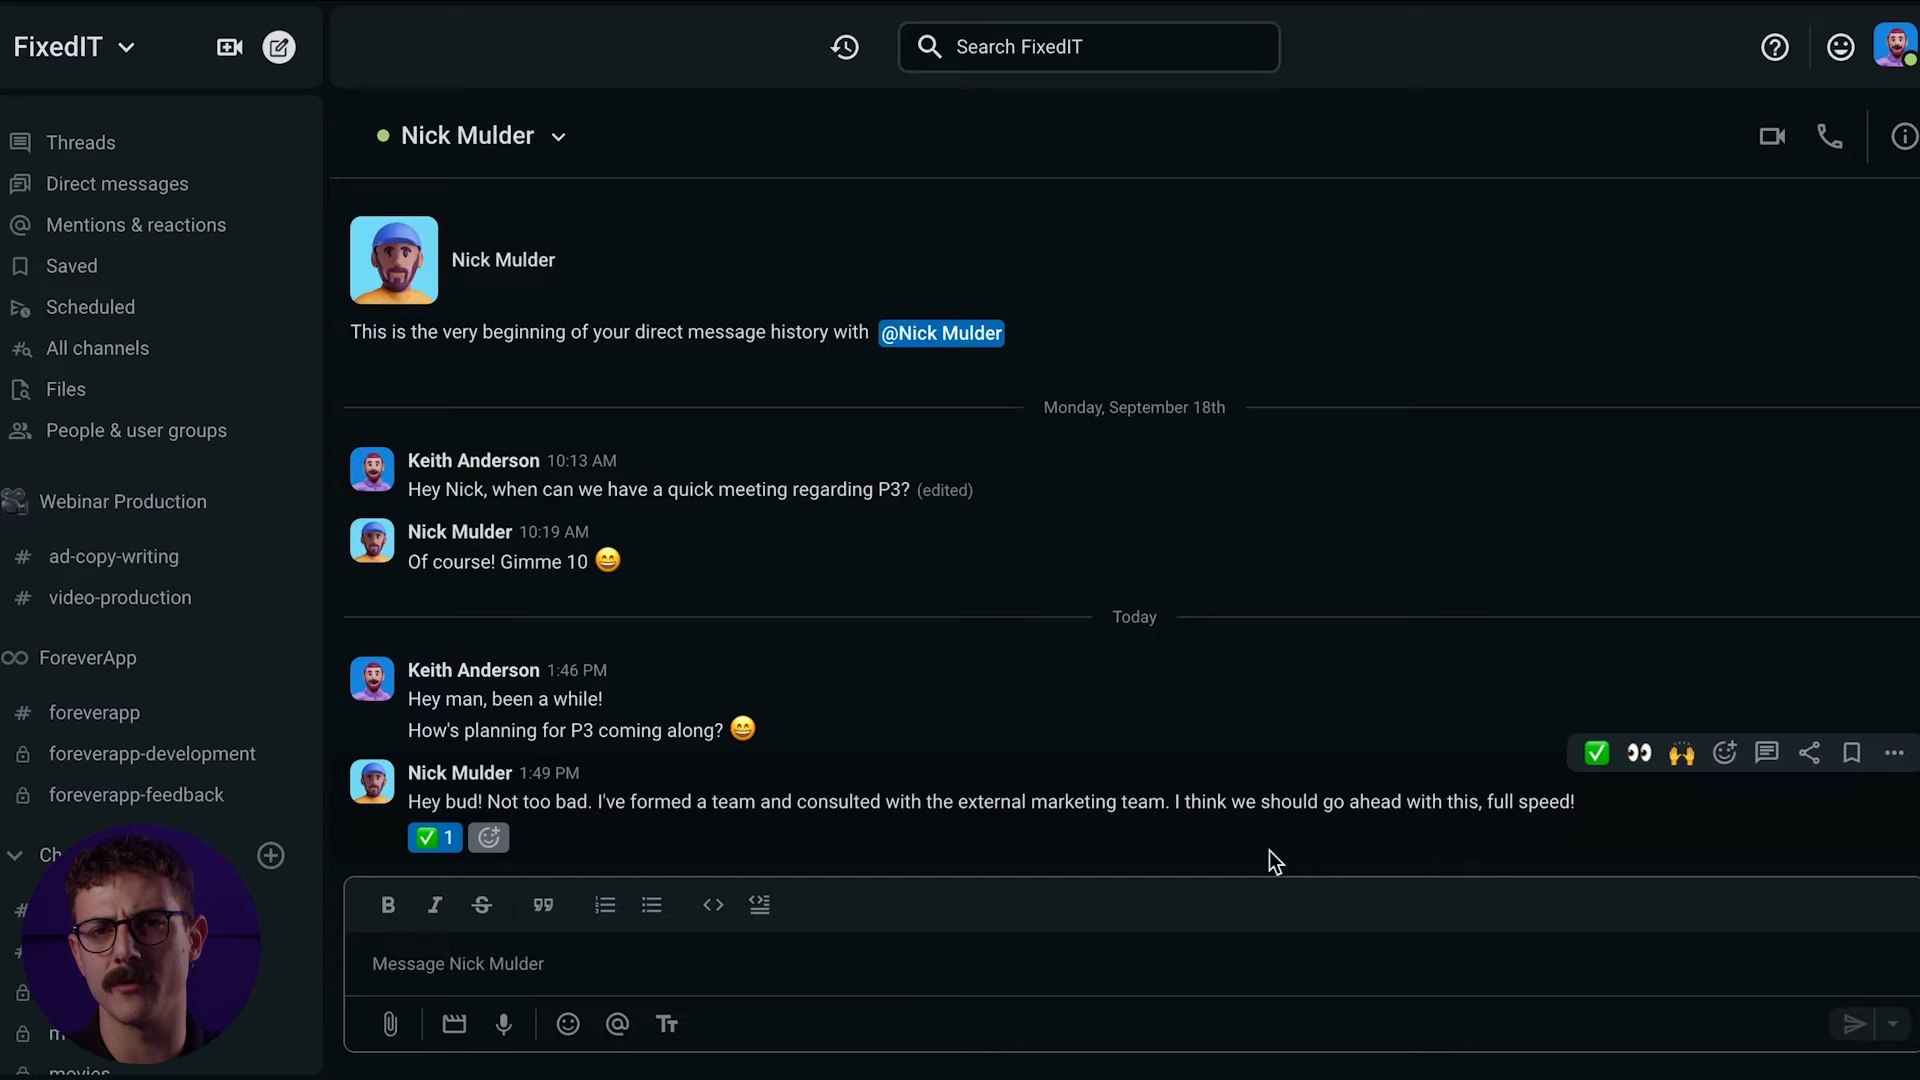 FixedIT
Search FixedIT
Threads
Direct messages
Mentions & reactions
Saved
Scheduled
All channels
Files
People & user groups
Webinar Production
# ad-copy-writing
# video-production
ForeverApp
# foreverapp
foreverapp-development
foreverapp-feedback
Nick Mulder
Nick Mulder
This is the very beginning of your direct message history with @Nick Mulder
Monday, September 18th
Keith Anderson 10:13 AM
Hey Nick, when can we have a quick meeting regarding P3? (edited)
Nick Mulder 10:19 AM
Of course! Gimme 10 😄
Today
Keith Anderson 1:46 PM
Hey man, been a while!
How's planning for P3 coming along? 😄
Nick Mulder 1:49 PM
Hey bud! Not too bad. I've formed a team and consulted with the external marketing team. I think we should go ahead with this, full speed!
✅ 1
Message Nick Mulder
movies